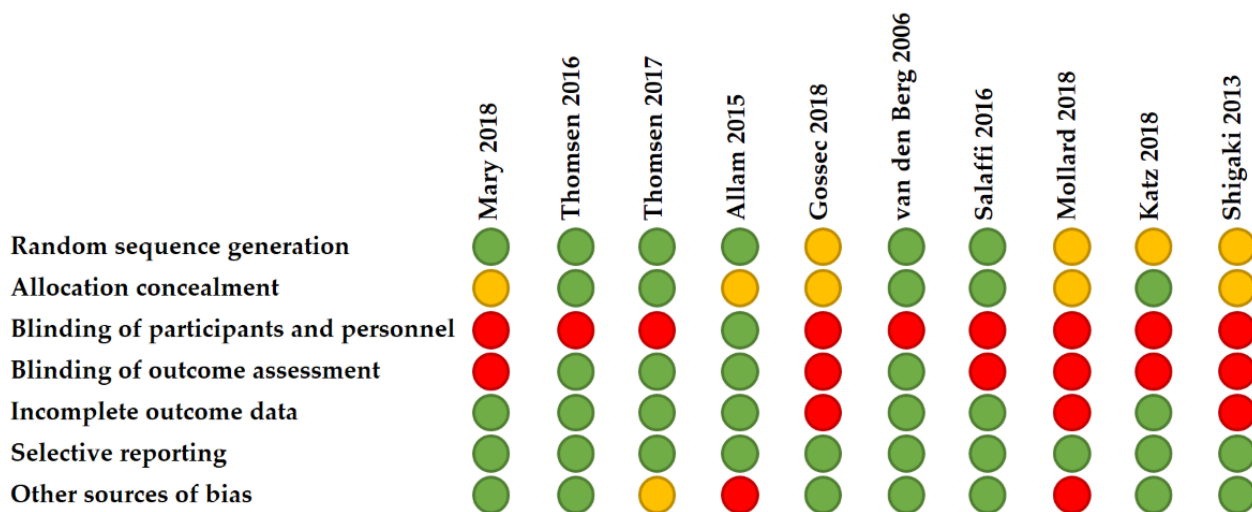 Mary 2018
Thomsen 2016
Thomsen 2017
Allam 2015
Gossec 2018
van den Berg 2006
Salaffi 2016
Mollard 2018
Katz 2018
Shigaki 2013
Random sequence generation
Allocation concealment
Blinding of participants and personnel
Blinding of outcome assessment
Incomplete outcome data
Selective reporting
Other sources of bias